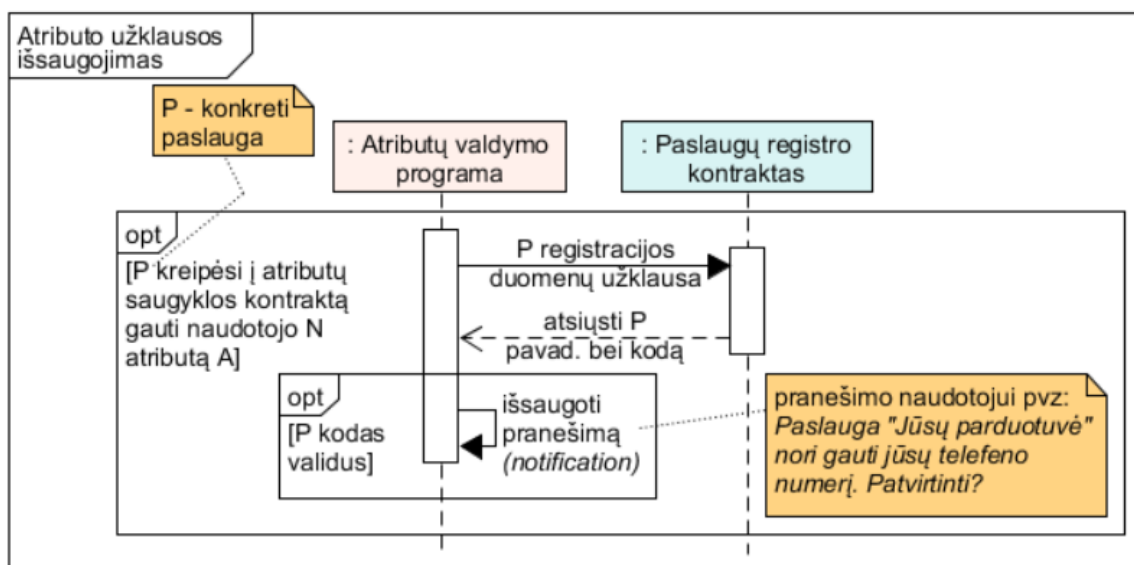 Atributo užklausos
išsaugojimas
P - konkreti
paslauga
: Atributų valdymo
programa
: Paslaugų registro
kontraktas
opt
[P kreipėsi į atributų
saugyklos kontraktą
gauti naudotojo N
atributą A]
P registracijos
duomenų užklausa
atsiųsti P
pavad. bei kodą
opt
[P kodas
validus]
išsaugoti
pranešimą
(notification)
pranešimo naudotojui pvz:
Paslauga "Jūsų parduotuvė"
nori gauti jūsų telefeno
numerį. Patvirtinti?